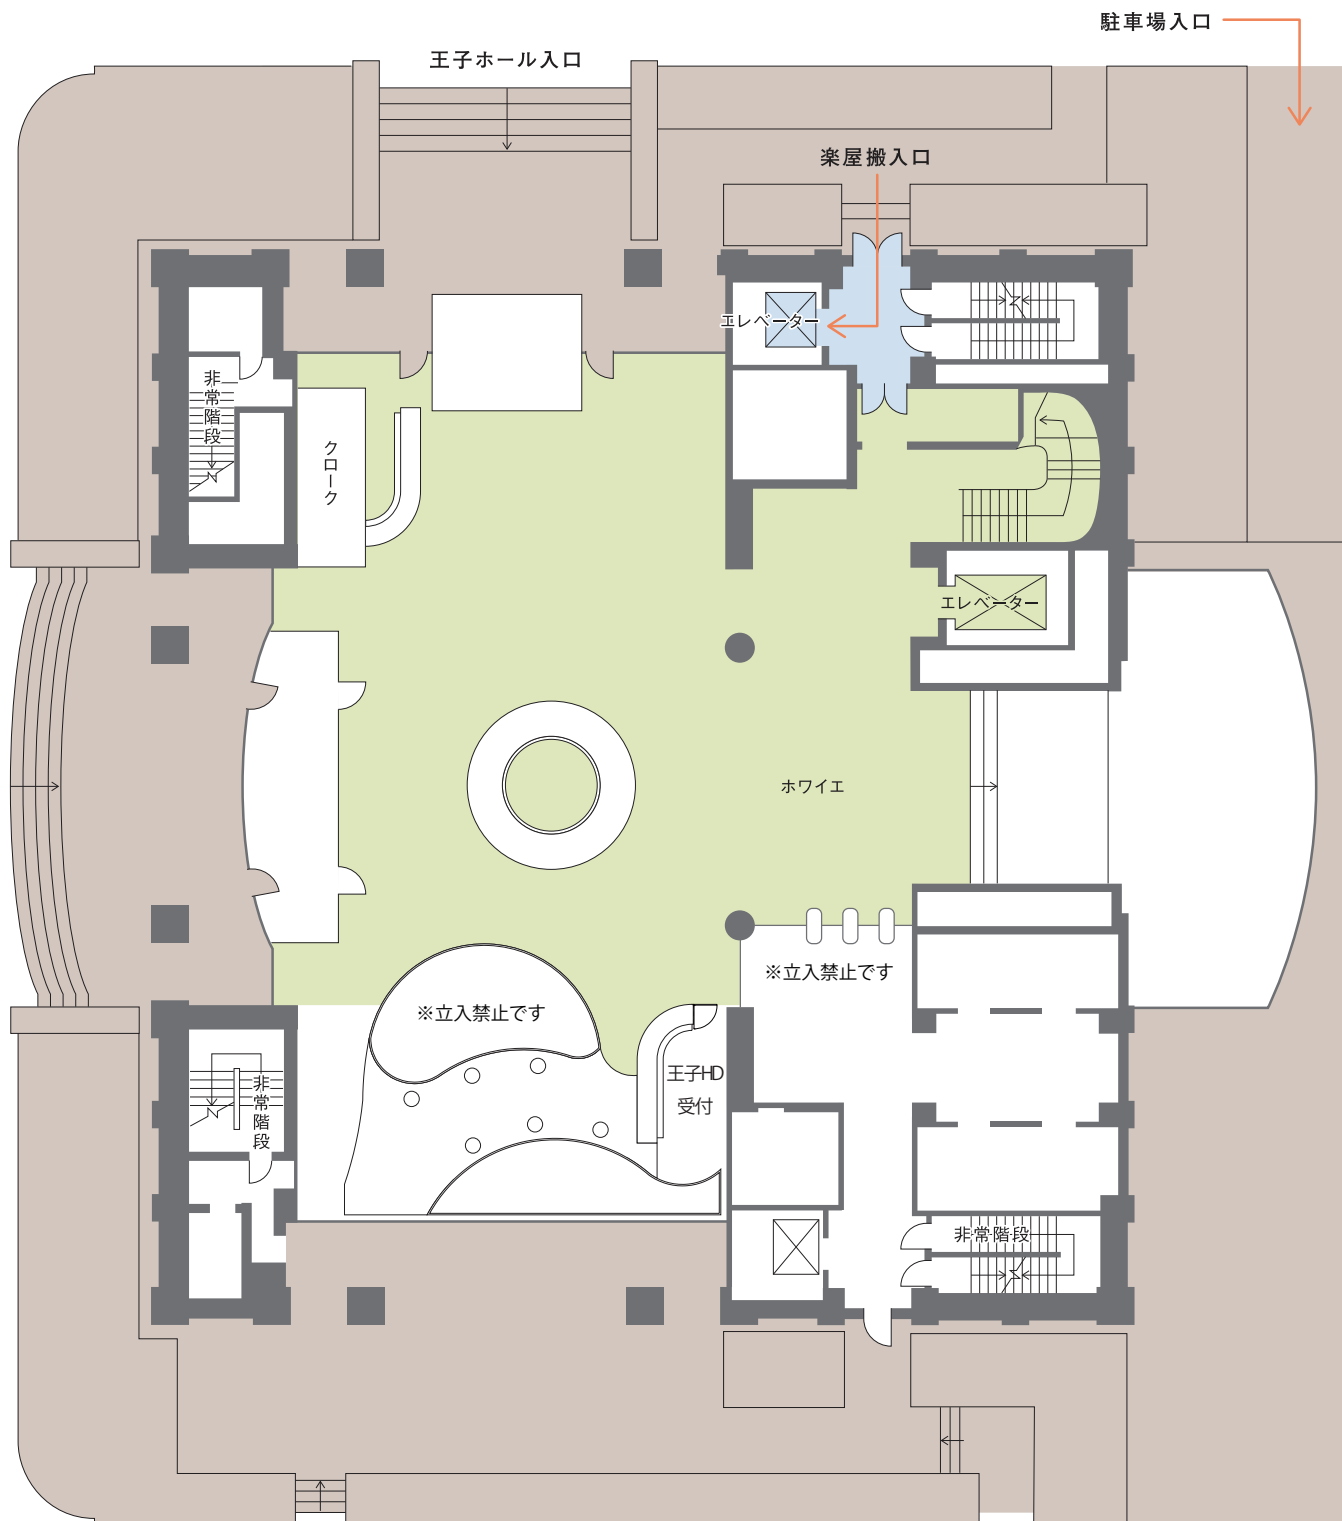 駐車場入口
王子ホール入口
楽屋搬入口
エレベーター
非常階段
クローク
エレベーター
ホワイエ
※立入禁止です
※立入禁止です
王子HD
受付
非常階段
非常階段